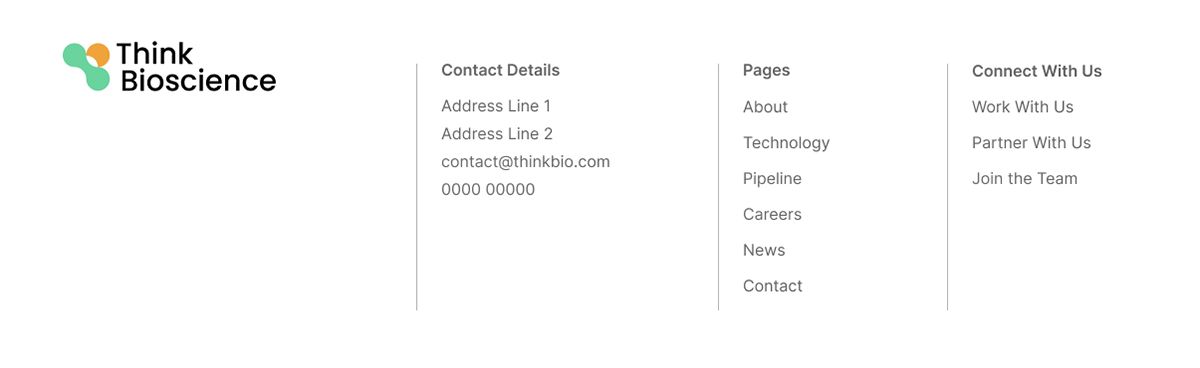 Think
Bioscience
Contact Details
Address Line 1
Address Line 2
contact@thinkbio.com
0000 00000
Pages
About
Technology
Pipeline
Careers
News
Contact
Connect With Us
Work With Us
Partner With Us
Join the Team